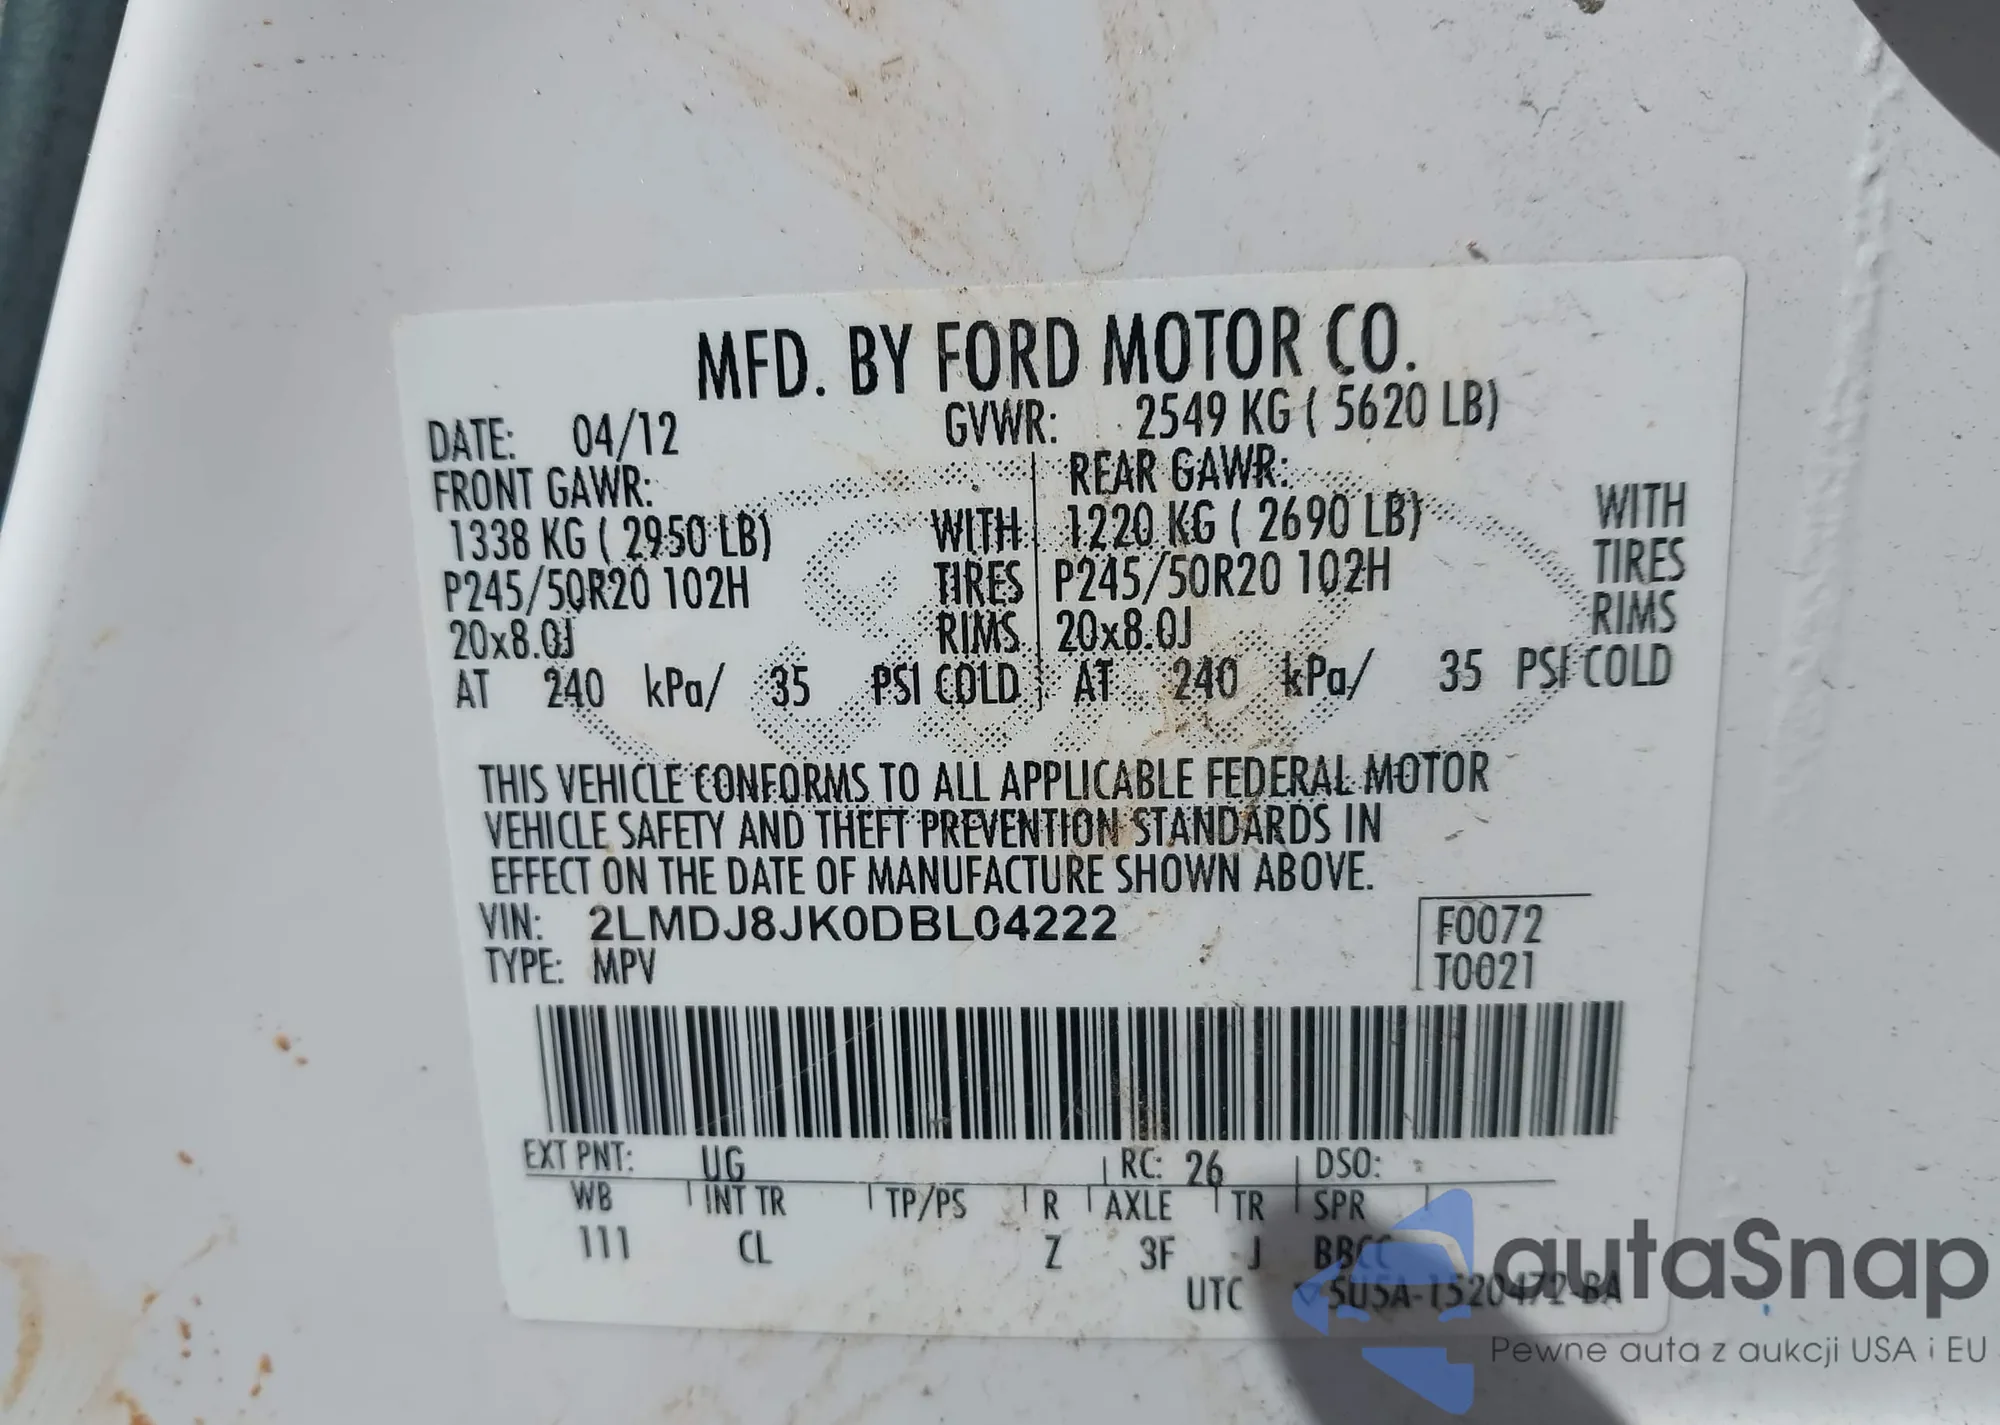 MFD. BY FORD MOTOR CO.
DATE: 04/12 GVWR: 2549 KG ( 5620 LB)
FRONT GAWR: REAR GAWR:
1338 KG ( 2950 LB) WITH 1220 KG ( 2690 LB) WITH
P245/50R20 102H TIRES P245/50R20 102H TIRES
20x8.0J RIMS 20x8.0J RIMS
AT 240 kPa/ 35 PSI COLD AT 240 kPa/ 35 PSI COLD
THIS VEHICLE CONFORMS TO ALL APPLICABLE FEDERAL MOTOR
VEHICLE SAFETY AND THEFT PREVENTION STANDARDS IN
EFFECT ON THE DATE OF MANUFACTURE SHOWN ABOVE.
VIN: 2LMDJ8JK0DBL04222 F0072
TYPE: MPV T0021
EXT PNT: UG RC: 26 DSO:
WB INT TR TP/PS R AXLE TR SPR
111 CL Z 3F J BBCC
UTC ▽5U5A-1520472-BA
autaSnap
Pewne auta z aukcji USA i EU